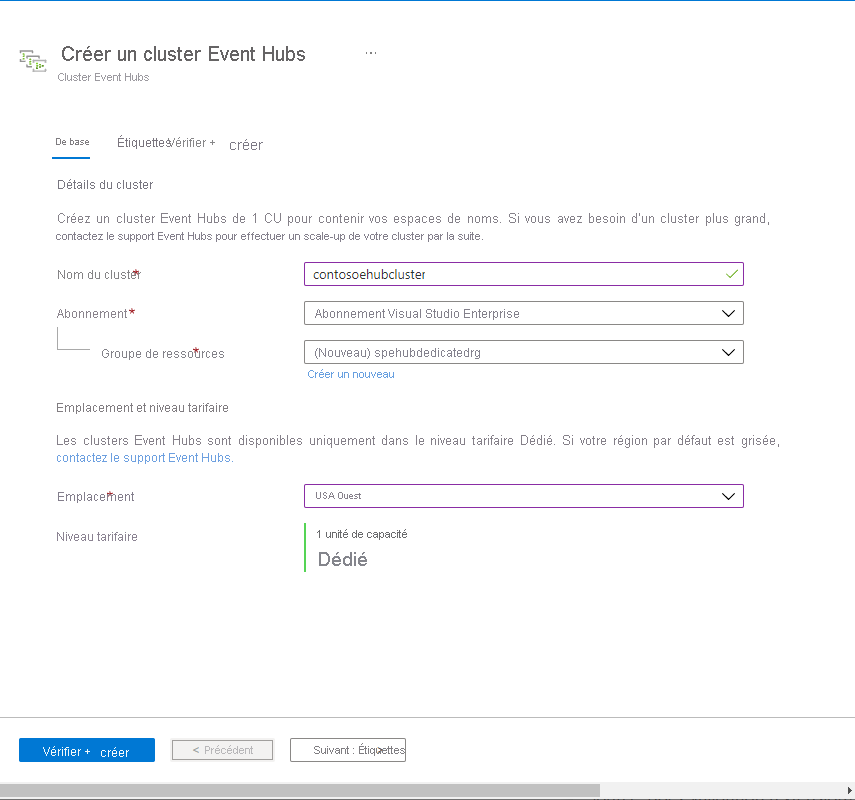 Créer un cluster Event Hubs ...
Cluster Event Hubs
De base Étiquettes Vérifier + créer
Détails du cluster
Créez un cluster Event Hubs de 1 CU pour contenir vos espaces de noms. Si vous avez besoin d'un cluster plus grand,
contactez le support Event Hubs pour effectuer un scale-up de votre cluster par la suite.
Nom du cluster * contosoehubcluster
Abonnement * Abonnement Visual Studio Enterprise
Groupe de ressources * (Nouveau) spehubdedicatedrg
Créer un nouveau
Emplacement et niveau tarifaire
Les clusters Event Hubs sont disponibles uniquement dans le niveau tarifaire Dédié. Si votre région par défaut est grisée,
contactez le support Event Hubs.
Emplacement * USA Ouest
Niveau tarifaire 1 unité de capacité
Dédié
Vérifier + créer < Précédent Suivant : Étiquettes >